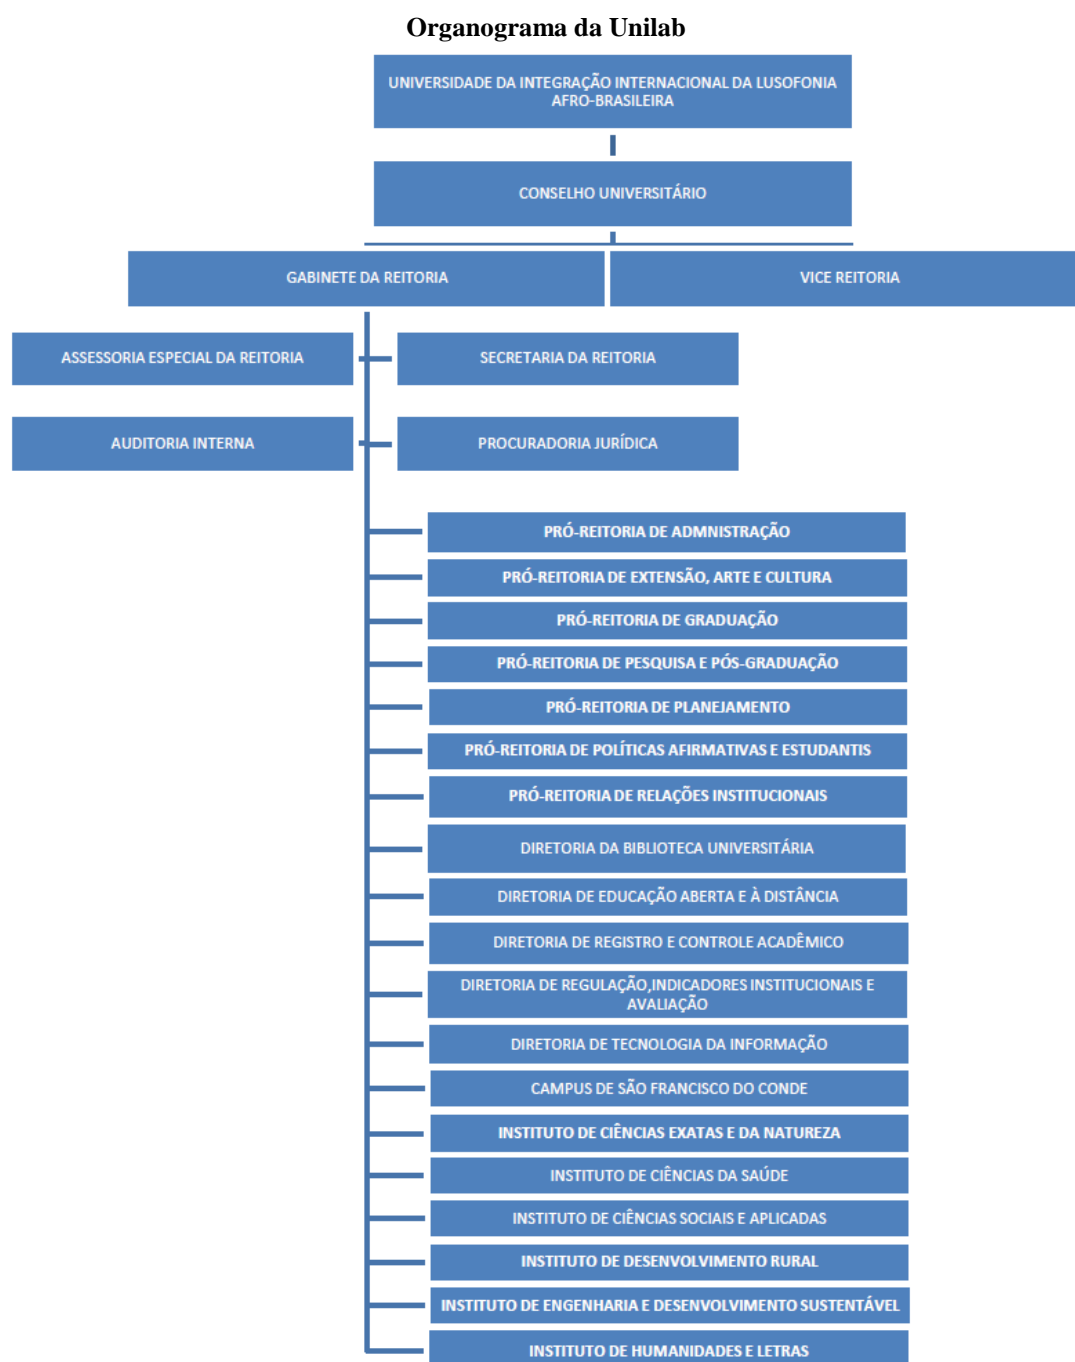 Organograma da Unilab
UNIVERSIDADE DA INTEGRAÇÃO INTERNACIONAL DA LUSOFONIA
AFRO-BRASILEIRA
CONSELHO UNIVERSITÁRIO
GABINETE DA REITORIA
VICE REITORIA
ASSESSORIA ESPECIAL DA REITORIA
SECRETARIA DA REITORIA
AUDITORIA INTERNA
PROCURADORIA JURÍDICA
PRÓ-REITORIA DE ADMNISTRAÇÃO
PRÓ-REITORIA DE EXTENSÃO, ARTE E CULTURA
PRÓ-REITORIA DE GRADUAÇÃO
PRÓ-REITORIA DE PESQUISA E PÓS-GRADUAÇÃO
PRÓ-REITORIA DE PLANEJAMENTO
PRÓ-REITORIA DE POLÍTICAS AFIRMATIVAS E ESTUDANTIS
PRÓ-REITORIA DE RELAÇÕES INSTITUCIONAIS
DIRETORIA DA BIBLIOTECA UNIVERSITÁRIA
DIRETORIA DE EDUCAÇÃO ABERTA E À DISTÂNCIA
DIRETORIA DE REGISTRO E CONTROLE ACADÊMICO
DIRETORIA DE REGULAÇÃO,INDICADORES INSTITUCIONAIS E
AVALIAÇÃO
DIRETORIA DE TECNOLOGIA DA INFORMAÇÃO
CAMPUS DE SÃO FRANCISCO DO CONDE
INSTITUTO DE CIÊNCIAS EXATAS E DA NATUREZA
INSTITUTO DE CIÊNCIAS DA SAÚDE
INSTITUTO DE CIÊNCIAS SOCIAIS E APLICADAS
INSTITUTO DE DESENVOLVIMENTO RURAL
INSTITUTO DE ENGENHARIA E DESENVOLVIMENTO SUSTENTÁVEL
INSTITUTO DE HUMANIDADES E LETRAS